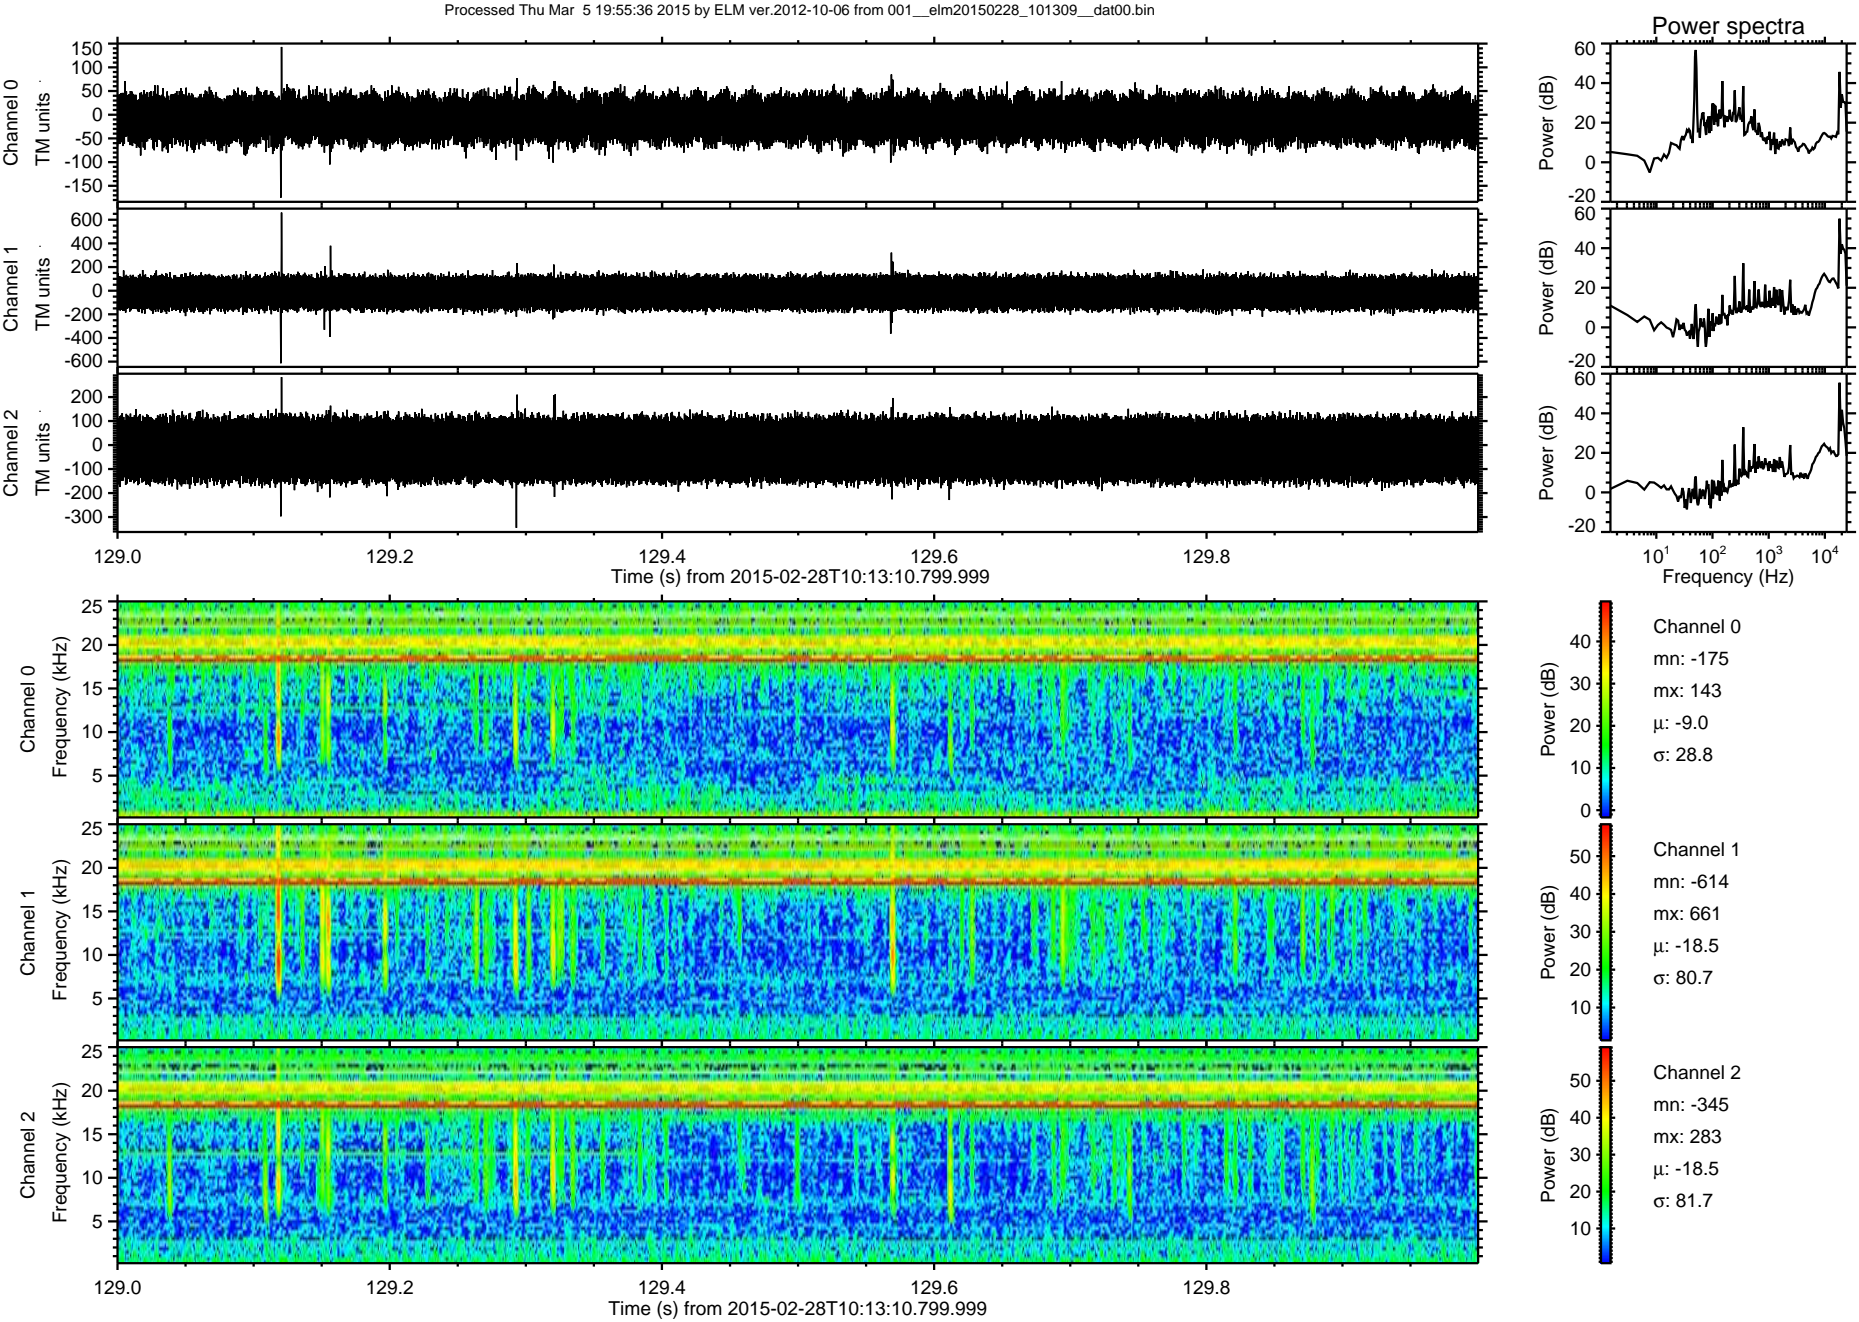 Processed Thu Mar  5 19:55:36 2015 by ELM ver.2012-10-06 from 001__elm20150228_101309__dat00.bin
Power spectra
Channel 0
TM units
150
100
50
0
-50
-100
-150
Power (dB)
60
40
20
0
-20
Channel 1
TM units
600
400
200
0
-200
-400
-600
Power (dB)
60
40
20
0
-20
Channel 2
TM units
200
100
0
-100
-200
-300
Power (dB)
60
40
20
0
-20
129.0 129.2 129.4 129.6 129.8
Time (s) from 2015-02-28T10:13:10.799.999
10^1 10^2 10^3 10^4
Frequency (Hz)
Channel 0
Frequency (kHz)
25
20
15
10
5
Power (dB)
40
30
20
10
0
Channel 0
mn: -175
mx: 143
μ: -9.0
σ: 28.8
Channel 1
Frequency (kHz)
25
20
15
10
5
Power (dB)
50
40
30
20
10
Channel 1
mn: -614
mx: 661
μ: -18.5
σ: 80.7
Channel 2
Frequency (kHz)
25
20
15
10
5
Power (dB)
50
40
30
20
10
Channel 2
mn: -345
mx: 283
μ: -18.5
σ: 81.7
129.0 129.2 129.4 129.6 129.8
Time (s) from 2015-02-28T10:13:10.799.999